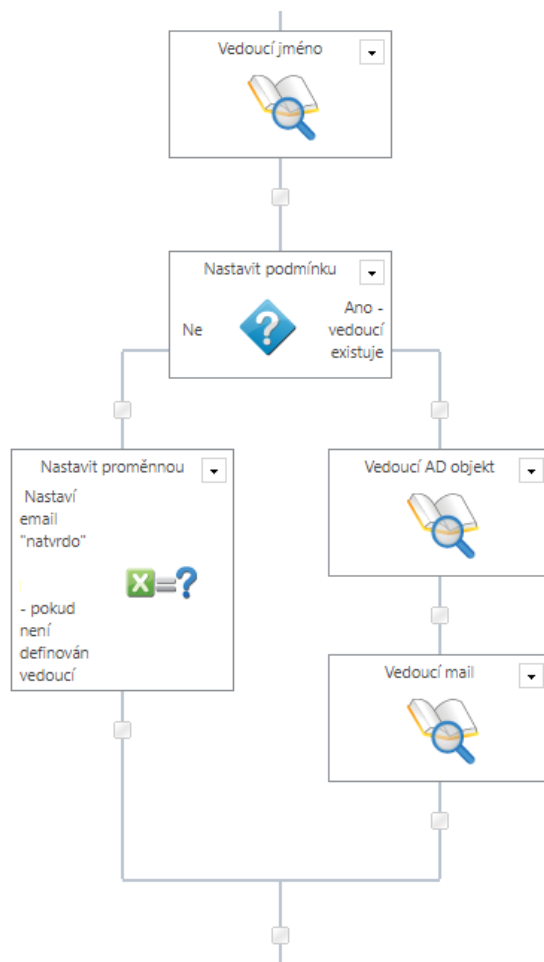 Vedoucí jméno
Nastavit podmínku
Ne
Ano -
vedoucí
existuje
Nastavit proměnnou
Nastaví
email
"natvrdo"
- pokud
není
definován
vedoucí
Vedoucí AD objekt
Vedoucí mail